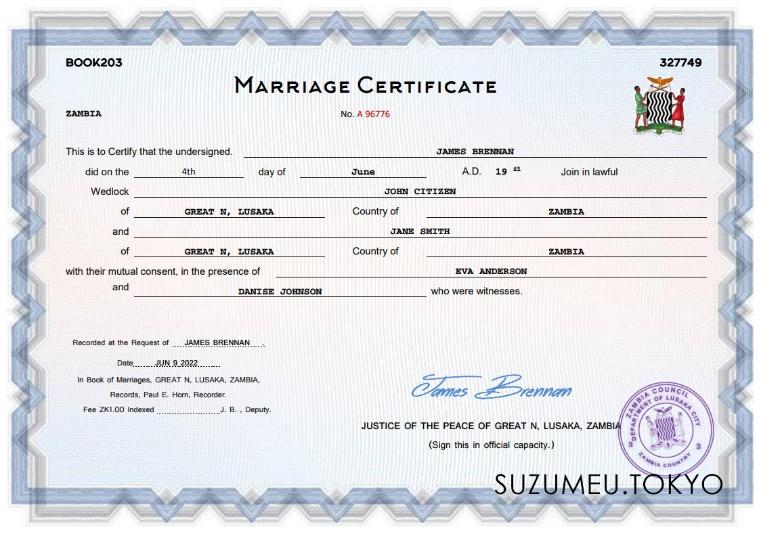 BOOK203 327749
MARRIAGE CERTIFICATE
ZAMBIA No. A 96776
This is to Certify that the undersigned. JAMES BRENNAN
did on the 4th day of June A.D. 19 Join in lawful
Wedlock JOHN CITIZEN
of GREAT N, LUSAKA Country of ZAMBIA
and JANE SMITH
of GREAT N, LUSAKA Country of ZAMBIA
with their mutual consent, in the presence of EVA ANDERSON
and DANISE JOHNSON who were witnesses.
Recorded at the Request of JAMES BRENNAN .
Date JUN 9 2022
In Book of Marriages, GREAT N, LUSAKA, ZAMBIA,
Records, Paul E. Horn, Recorder.
Fee ZK1.00 Indexed J. B. , Deputy.
James Brennan
JUSTICE OF THE PEACE OF GREAT N, LUSAKA, ZAMBIA
(Sign this in official capacity.)
ZAMBIA COUNCIL
DEPARTMENT OF LUSAKA CITY
ZAMBIA COUNTRY
SUZUMEU.TOKYO